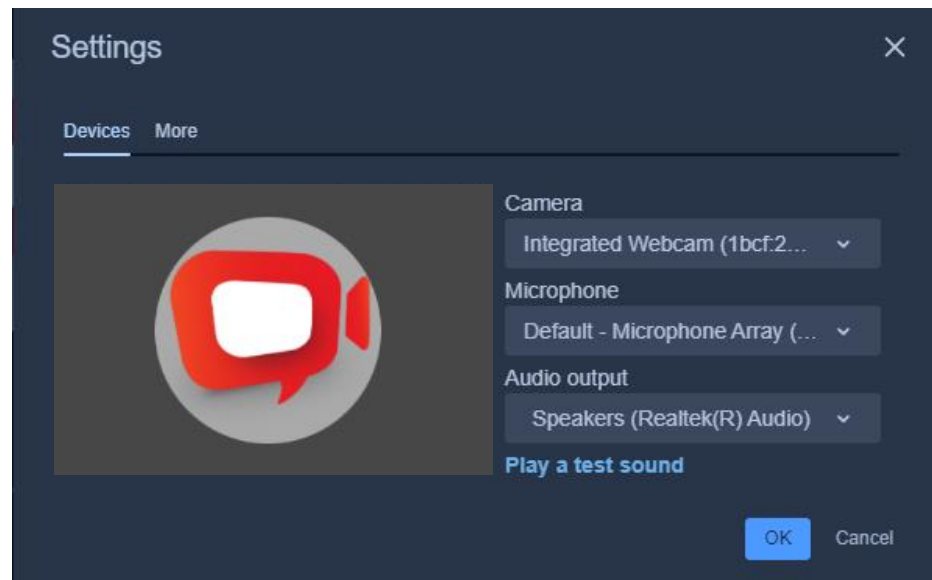 Settings
Devices More
Camera
Integrated Webcam (1bcf:2...
Microphone
Default - Microphone Array (...
Audio output
Speakers (Realtek(R) Audio)
Play a test sound
OK Cancel